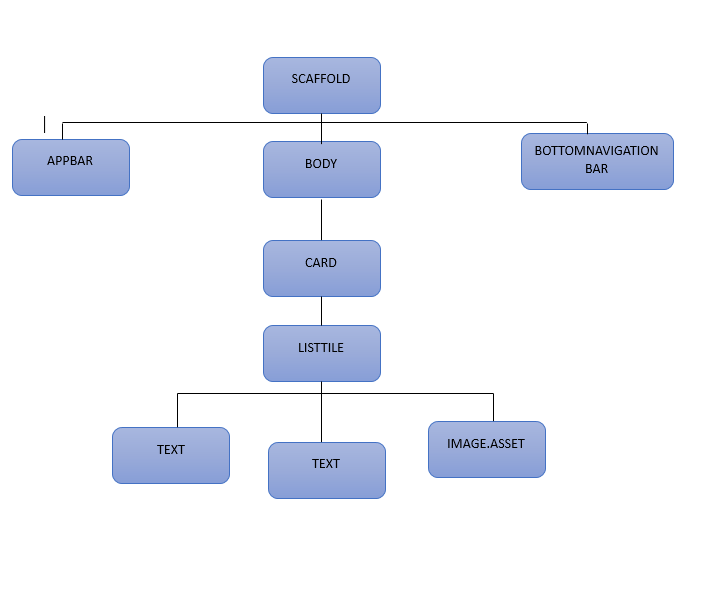 SCAFFOLD
APPBAR
BODY
BOTTOMNAVIGATION
BAR
CARD
LISTTILE
TEXT
TEXT
IMAGE.ASSET